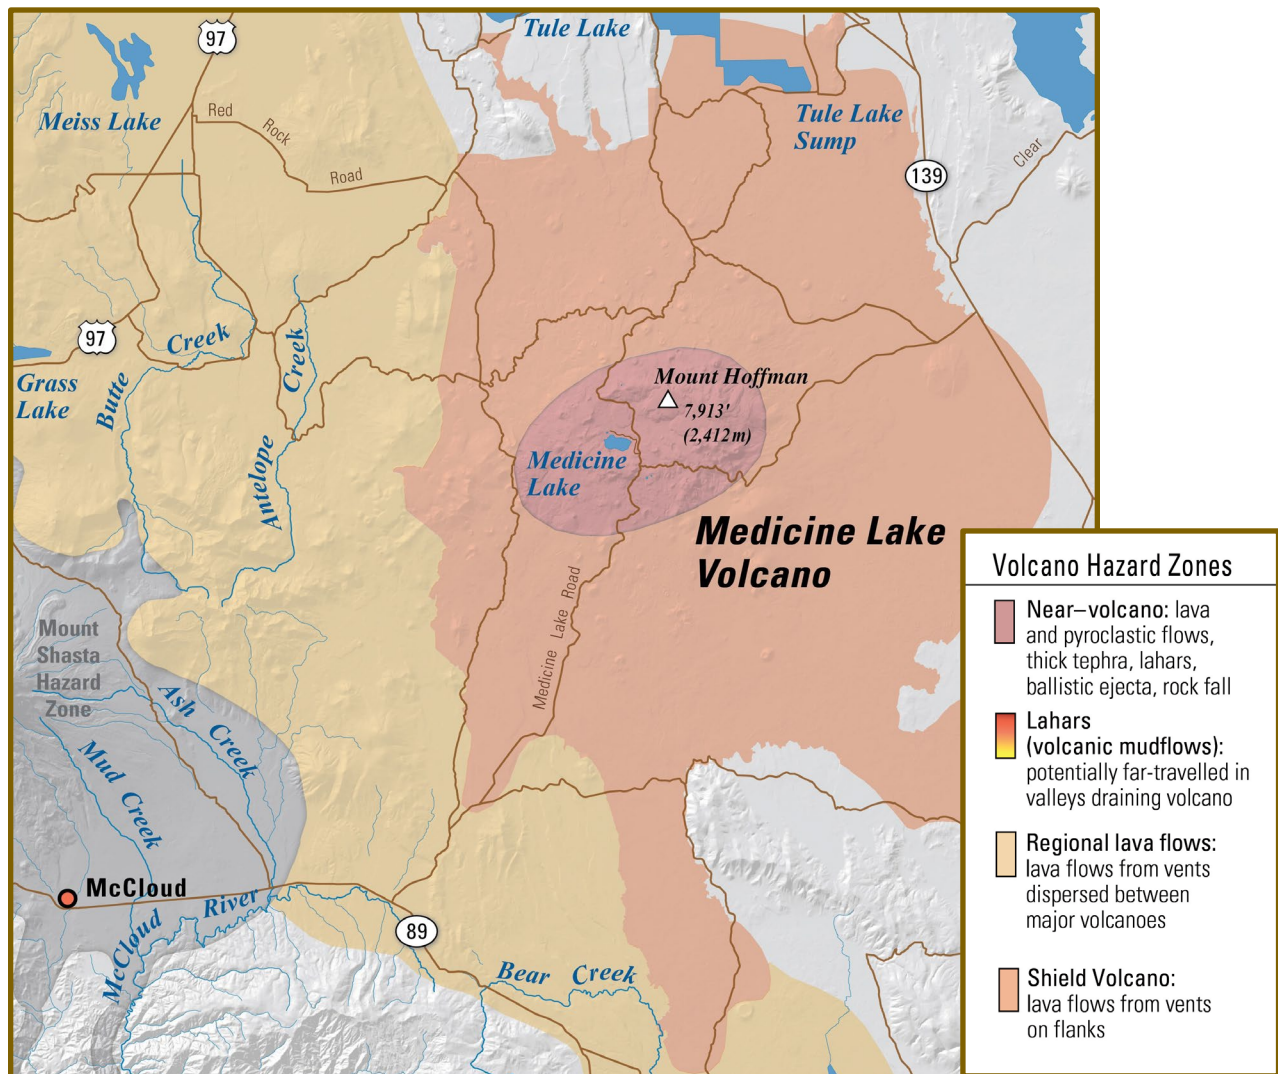 97
Tule Lake
Meiss Lake
Red
Rock
Road
Tule Lake
Sump
Clear
139
97
Creek
Creek
Grass
Lake
Butte
Antelope
Mount Hoffman
7,913'
(2,412 m)
Medicine
Lake
Medicine Lake
Volcano
Medicine Lake Road
Mount
Shasta
Hazard
Zone
Ash Creek
Mud Creek
McCloud
McCloud River
89
Bear Creek
Volcano Hazard Zones
Near–volcano: lava
and pyroclastic flows,
thick tephra, lahars,
ballistic ejecta, rock fall
Lahars
(volcanic mudflows):
potentially far-travelled in
valleys draining volcano
Regional lava flows:
lava flows from vents
dispersed between
major volcanoes
Shield Volcano:
lava flows from vents
on flanks